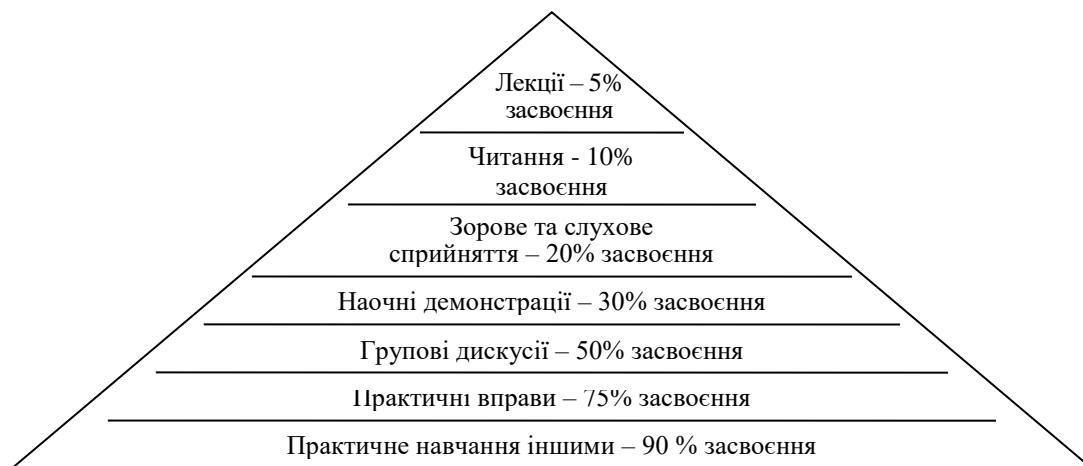 Лекції – 5%
засвоєння
Читання - 10%
засвоєння
Зорове та слухове
сприйняття – 20% засвоєння
Наочні демонстрації – 30% засвоєння
Групові дискусії – 50% засвоєння
Практичні вправи – 75% засвоєння
Практичне навчання іншими – 90 % засвоєння